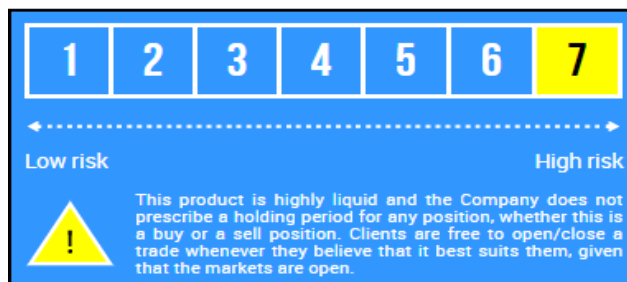 1 2 3 4 5 6 7
Low risk High risk
This product is highly liquid and the Company does not
prescribe a holding period for any position, whether this is
a buy or a sell position. Clients are free to open/close a
trade whenever they believe that it best suits them, given
that the markets are open.
!